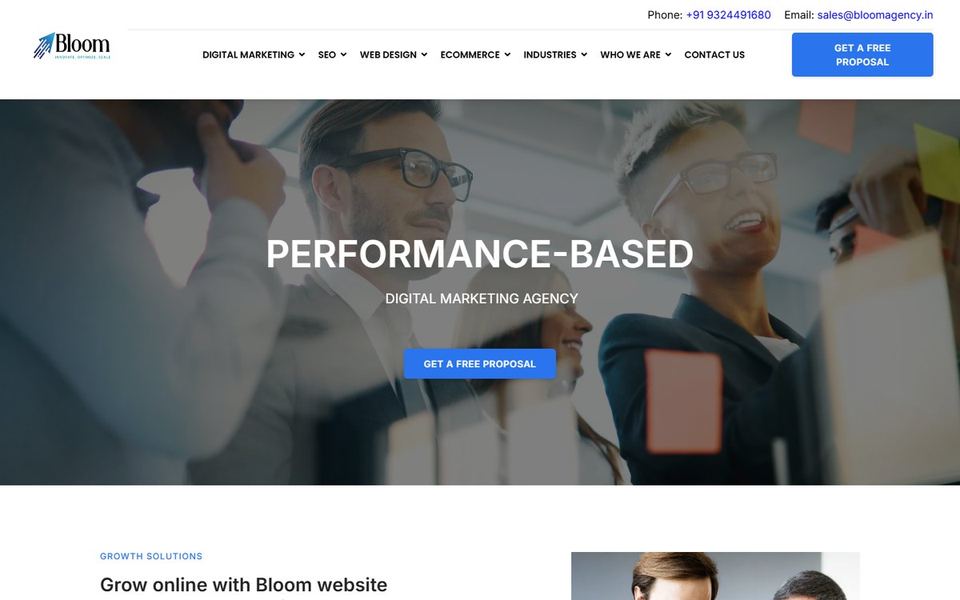 Phone: +91 9324491680 Email: sales@bloomagency.in
Bloom
DIGITAL MARKETING SEO WEB DESIGN ECOMMERCE INDUSTRIES WHO WE ARE CONTACT US
GET A FREE
PROPOSAL
PERFORMANCE-BASED
DIGITAL MARKETING AGENCY
GET A FREE PROPOSAL
GROWTH SOLUTIONS
Grow online with Bloom website